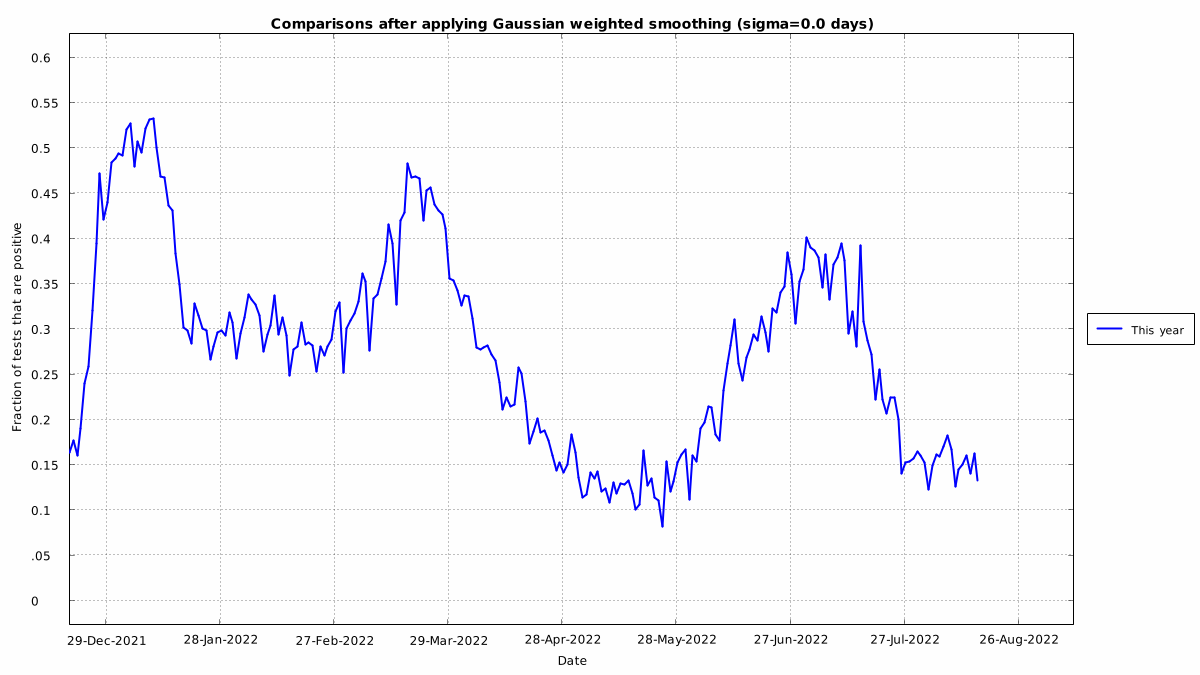 Comparisons after applying Gaussian weighted smoothing (sigma=0.0 days)
0.6
0.55
0.5
0.45
0.4
0.35
0.3
0.25
0.2
0.15
0.1
.05
0
Fraction of tests that are positive
29-Dec-2021 28-Jan-2022 27-Feb-2022 29-Mar-2022 28-Apr-2022 28-May-2022 27-Jun-2022 27-Jul-2022 26-Aug-2022
Date
This year